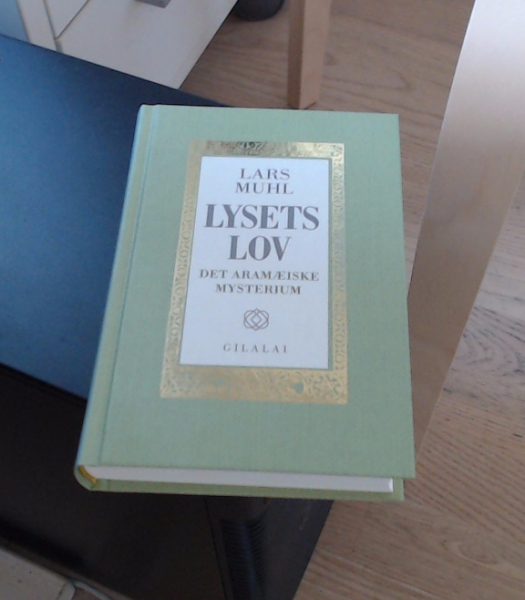 LARS
MUHL
LYSETS
LOV
DET ARAMÆISKE
MYSTERIUM
GILALAI